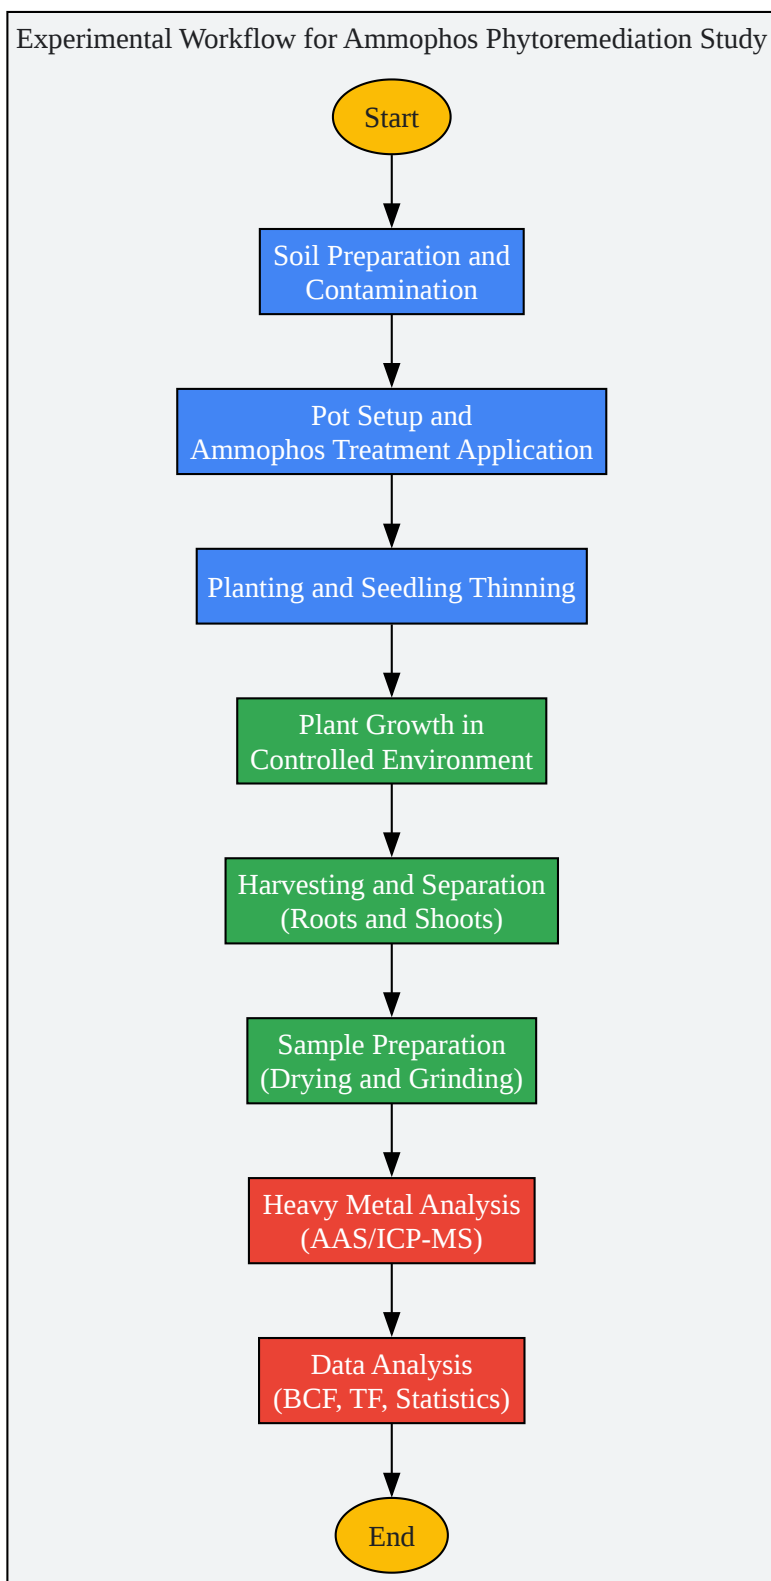 Experimental Workflow for Ammophos Phytoremediation Study
Start
Soil Preparation and
Contamination
Pot Setup and
Ammophos Treatment Application
Planting and Seedling Thinning
Plant Growth in
Controlled Environment
Harvesting and Separation
(Roots and Shoots)
Sample Preparation
(Drying and Grinding)
Heavy Metal Analysis
(AAS/ICP-MS)
Data Analysis
(BCF, TF, Statistics)
End